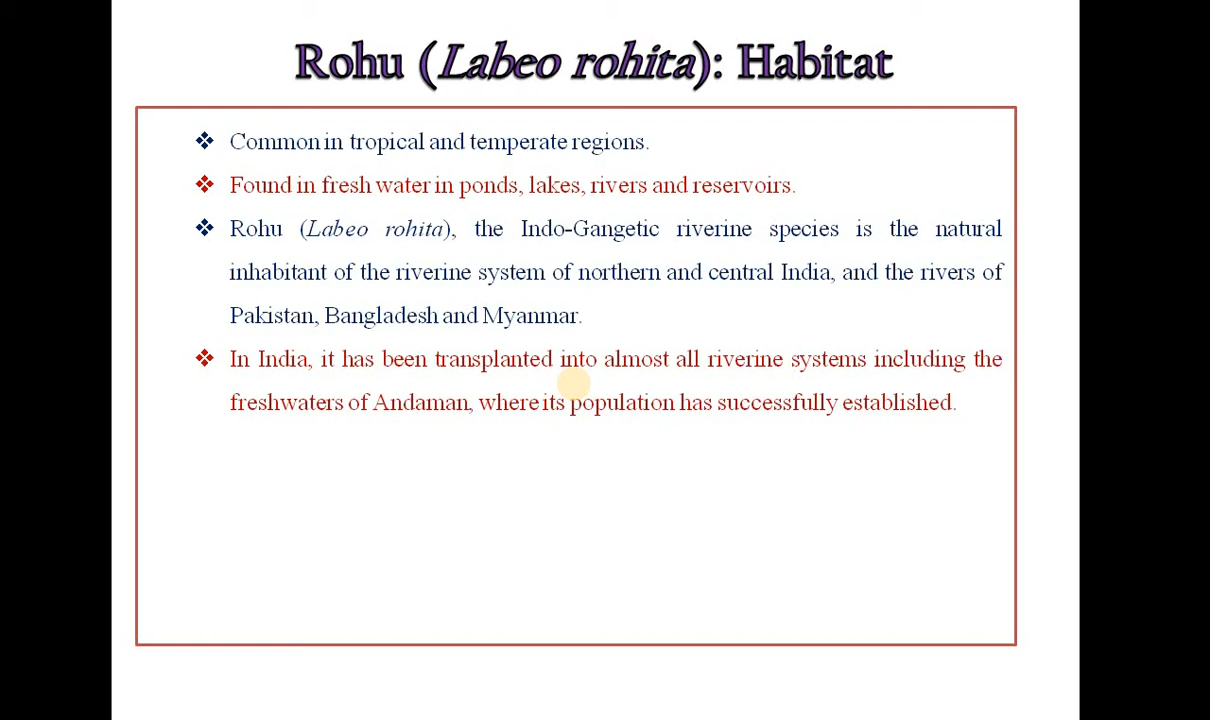 Rohu (Labeo rohita): Habitat
❖ Common in tropical and temperate regions.
❖ Found in fresh water in ponds, lakes, rivers and reservoirs.
❖ Rohu (Labeo rohita), the Indo-Gangetic riverine species is the natural
inhabitant of the riverine system of northern and central India, and the rivers of
Pakistan, Bangladesh and Myanmar.
❖ In India, it has been transplanted into almost all riverine systems including the
freshwaters of Andaman, where its population has successfully established.